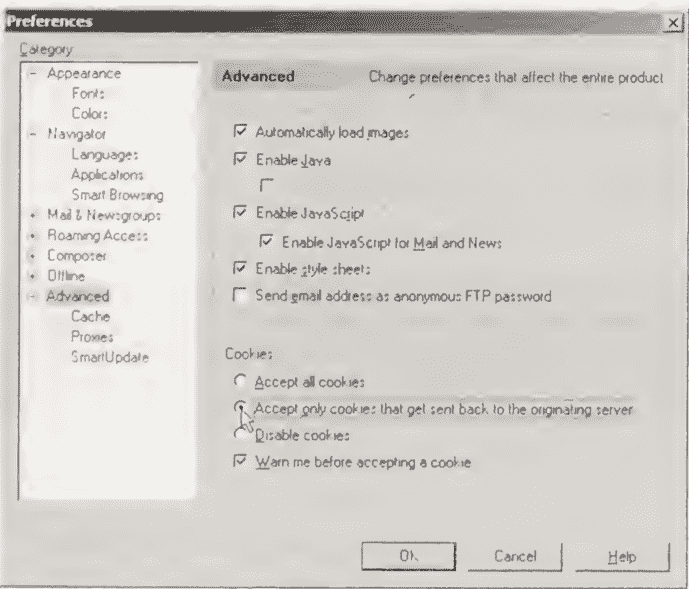 Preferences
Category
Appearance
Fonts
Colors
Navigator
Languages
Applications
Smart Browsing
Mail & Newsgroups
Roaming Access
Composer
Offline
Advanced
Cache
Proxies
SmartUpdate
Advanced Change preferences that affect the entire product
Automatically load images
Enable Java
Enable JavaScript
Enable JavaScript for Mail and News
Enable style sheets
Send email address as anonymous FTP password
Cookies
Accept all cookies
Accept only cookies that get sent back to the originating server
Disable cookies
Warn me before accepting a cookie
OK Cancel Help